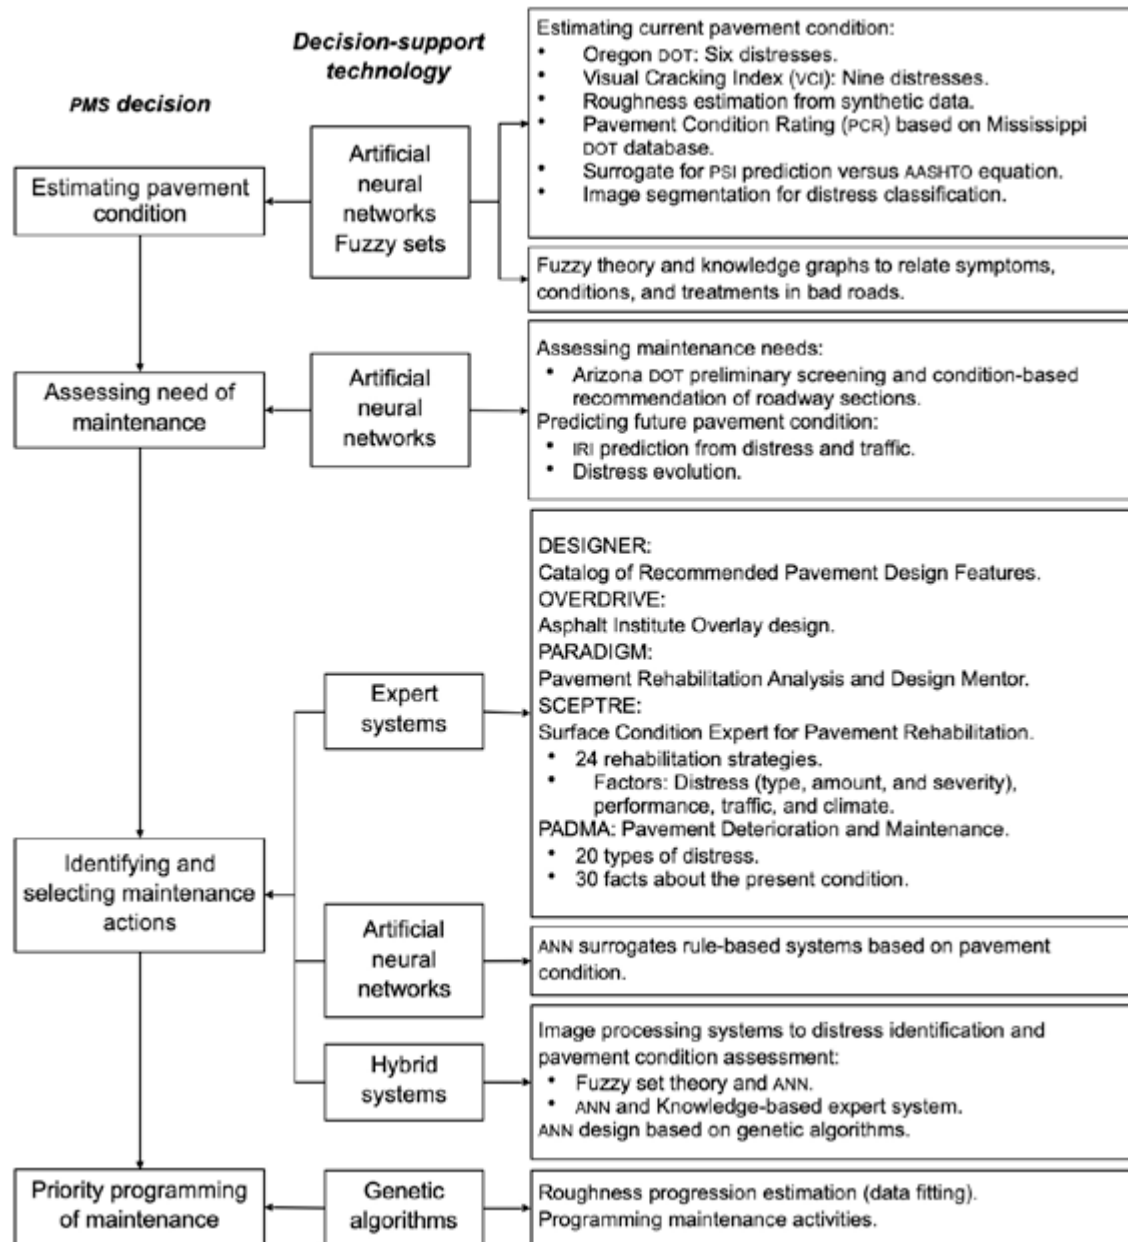 PMS decision
Decision-support
technology
Estimating pavement
condition
Artificial
neural
networks
Fuzzy sets
Estimating current pavement condition:
• Oregon DOT: Six distresses.
• Visual Cracking Index (VCI): Nine distresses.
• Roughness estimation from synthetic data.
• Pavement Condition Rating (PCR) based on Mississippi
DOT database.
• Surrogate for PSI prediction versus AASHTO equation.
• Image segmentation for distress classification.
Fuzzy theory and knowledge graphs to relate symptoms,
conditions, and treatments in bad roads.
Assessing need of
maintenance
Artificial
neural
networks
Assessing maintenance needs:
• Arizona DOT preliminary screening and condition-based
recommendation of roadway sections.
Predicting future pavement condition:
• IRI prediction from distress and traffic.
• Distress evolution.
Identifying and
selecting maintenance
actions
Expert
systems
DESIGNER:
Catalog of Recommended Pavement Design Features.
OVERDRIVE:
Asphalt Institute Overlay design.
PARADIGM:
Pavement Rehabilitation Analysis and Design Mentor.
SCEPTRE:
Surface Condition Expert for Pavement Rehabilitation.
• 24 rehabilitation strategies.
• Factors: Distress (type, amount, and severity),
performance, traffic, and climate.
PADMA: Pavement Deterioration and Maintenance.
• 20 types of distress.
• 30 facts about the present condition.
Artificial
neural
networks
ANN surrogates rule-based systems based on pavement
condition.
Hybrid
systems
Image processing systems to distress identification and
pavement condition assessment:
• Fuzzy set theory and ANN.
• ANN and Knowledge-based expert system.
ANN design based on genetic algorithms.
Priority programming
of maintenance
Genetic
algorithms
Roughness progression estimation (data fitting).
Programming maintenance activities.